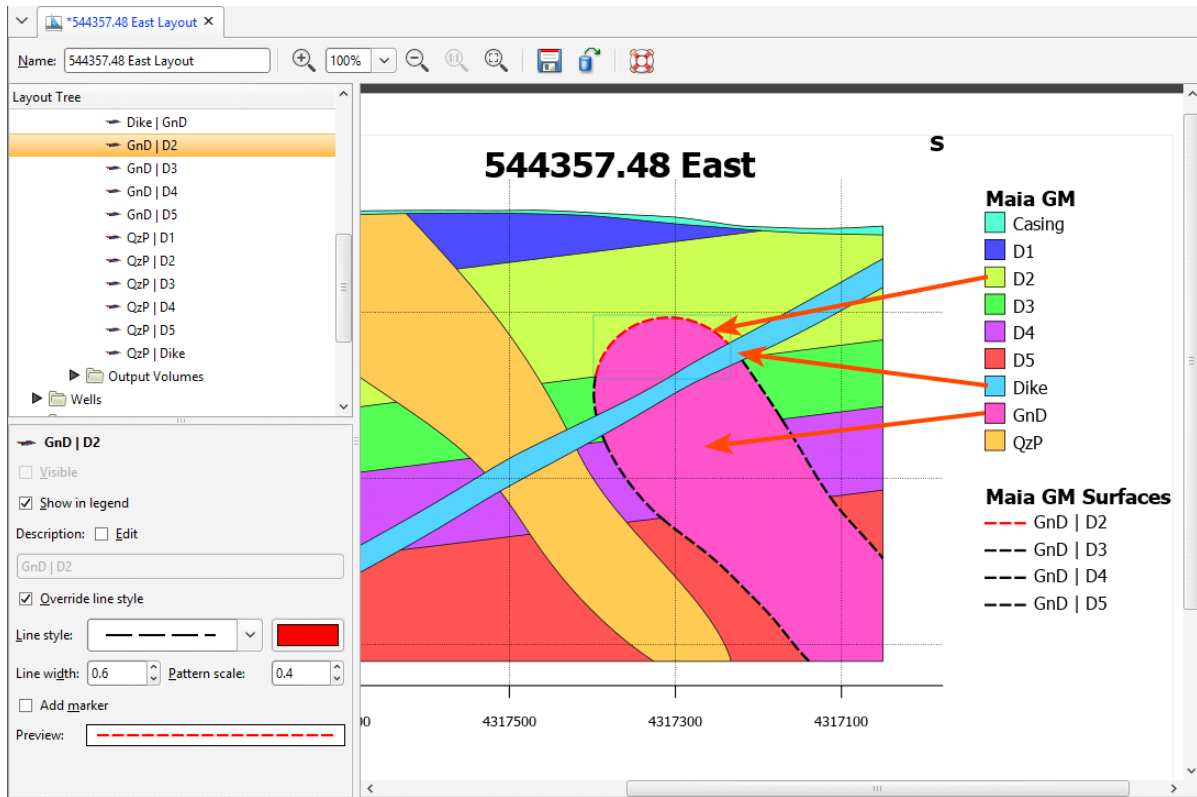 *544357.48 East Layout
Name: 544357.48 East Layout
100%
1:1
Layout Tree
Dike | GnD
GnD | D2
GnD | D3
GnD | D4
GnD | D5
QzP | D1
QzP | D2
QzP | D3
QzP | D4
QzP | D5
QzP | Dike
Output Volumes
Wells
GnD | D2
Visible
Show in legend
Description: Edit
GnD | D2
Override line style
Line style:
Line width: 0.6 Pattern scale: 0.4
Add marker
Preview:
S
544357.48 East
Maia GM
Casing
D1
D2
D3
D4
D5
Dike
GnD
QzP
Maia GM Surfaces
GnD | D2
GnD | D3
GnD | D4
GnD | D5
00 4317500 4317300 4317100